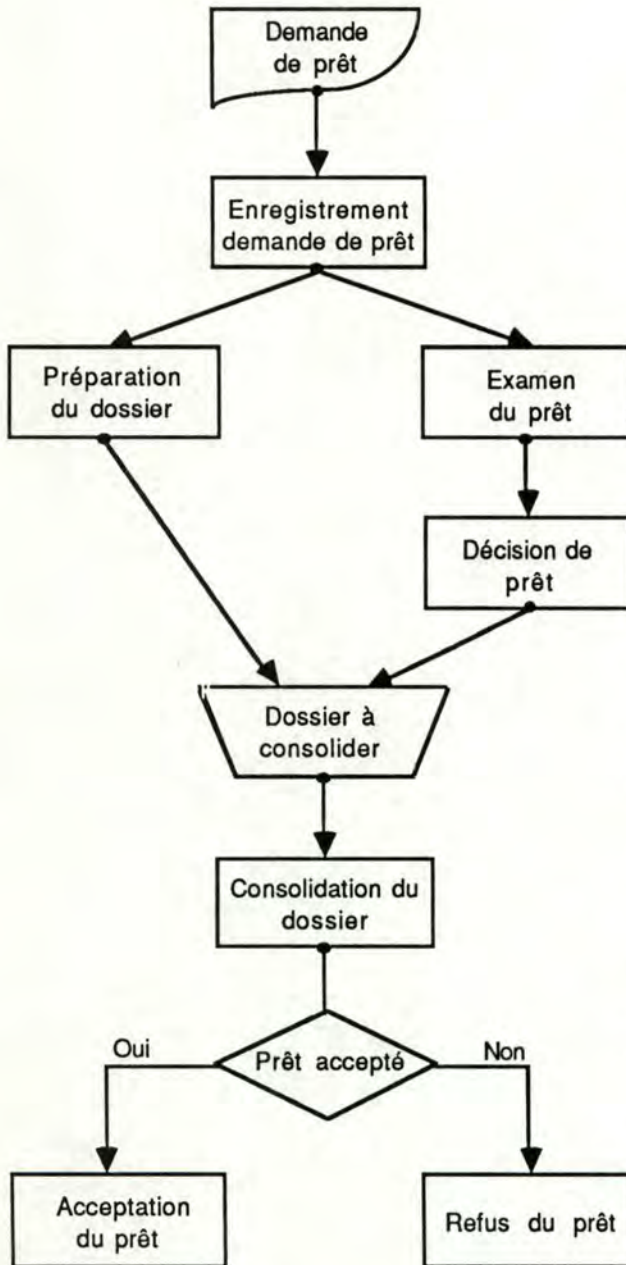 Demande
de prêt
Enregistrement
demande de prêt
Préparation
du dossier
Examen
du prêt
Décision de
prêt
Dossier à
consolider
Consolidation du
dossier
Prêt accepté
Oui
Non
Acceptation
du prêt
Refus du prêt